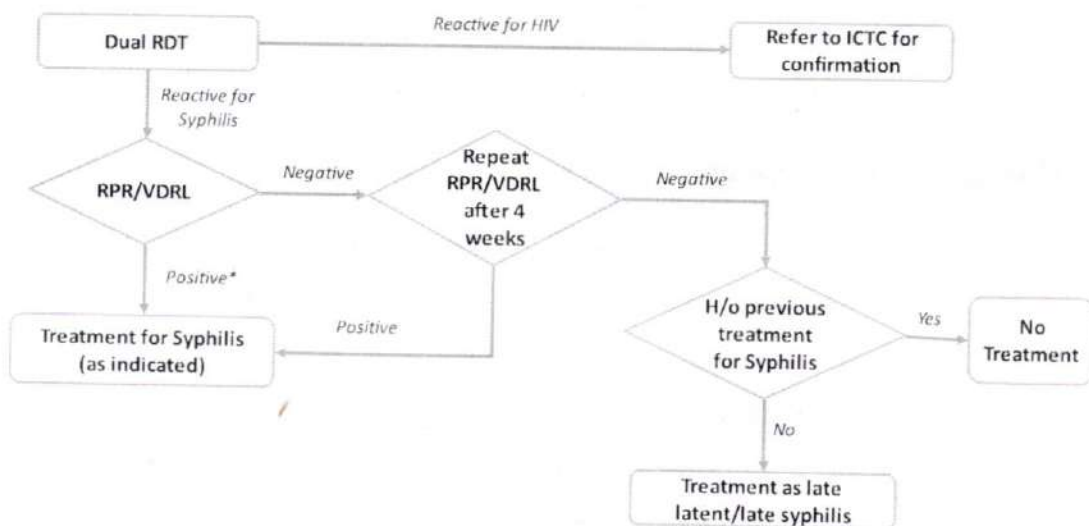 Dual RDT
Reactive for HIV
Refer to ICTC for
confirmation
Reactive for
Syphilis
RPR/VDRL
Negative
Repeat
RPR/VDRL
after 4
weeks
Negative
Positive*
Treatment for Syphilis
(as indicated)
Positive
H/o previous
treatment
for Syphilis
Yes
No
Treatment
No
Treatment as late
latent/late syphilis